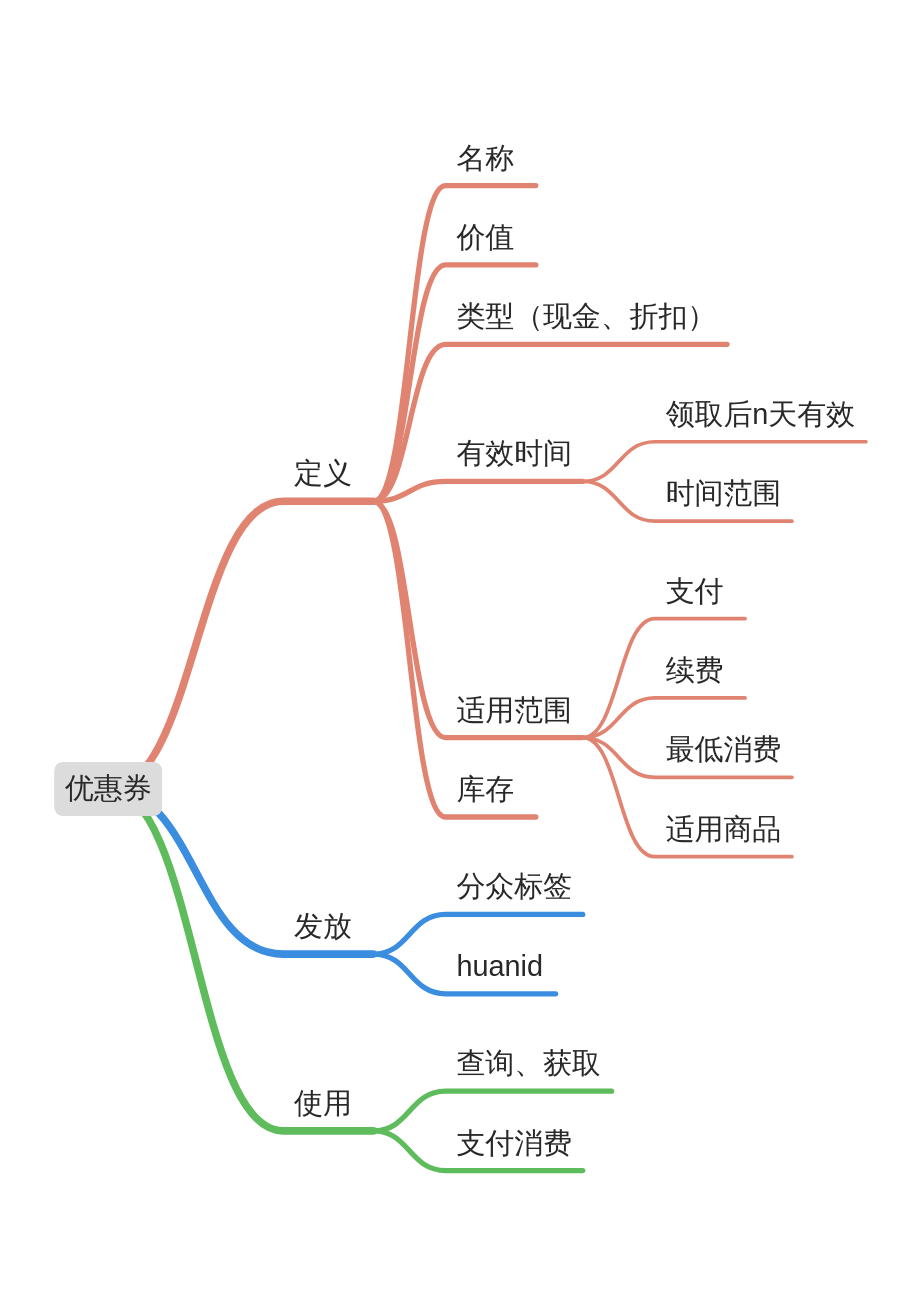 优惠券
定义
名称
价值
类型（现金、折扣）
有效时间
领取后n天有效
时间范围
适用范围
支付
续费
最低消费
适用商品
库存
发放
分众标签
huanid
使用
查询、获取
支付消费